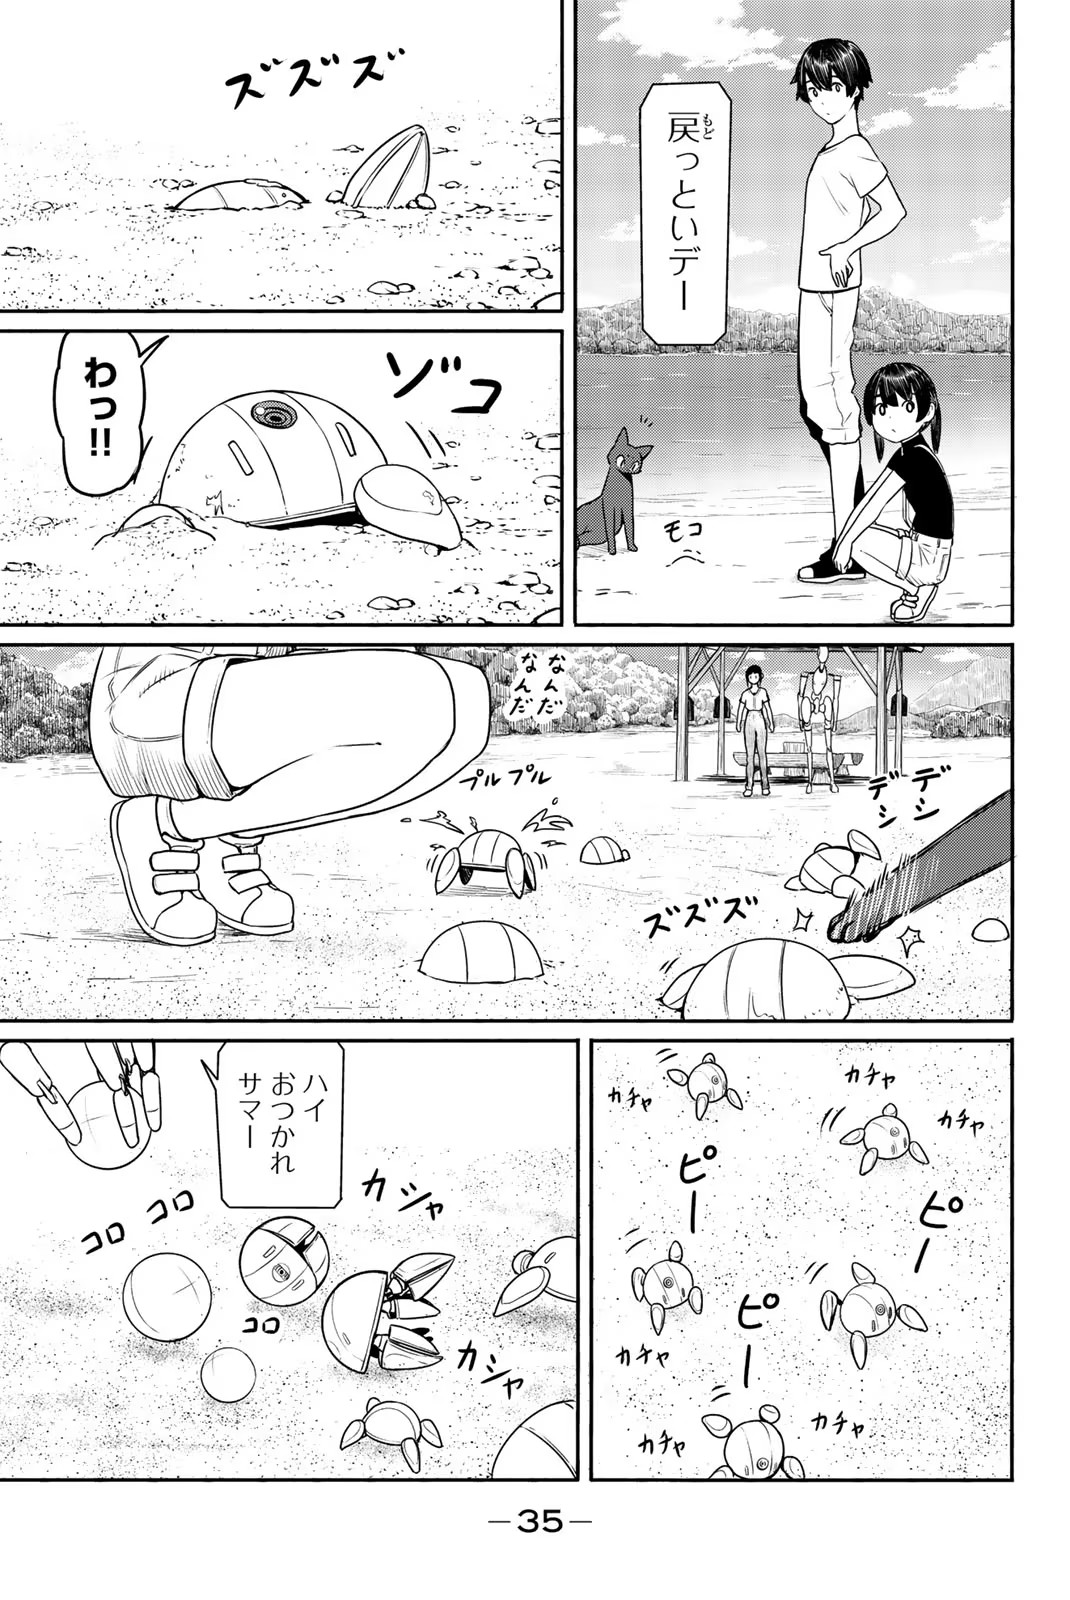 戻っといデー
もど
モコ
ズズズ
わっ!!
ゾコ
なんだ
なんだ
デシ
デシ
プルプル
ズズズ
カチャ
カチャ
カチャ
ピー
ピー
カチャ
ピー
カチャ
カチャ
ハイ
おつかれ
サマー
カシャ
コロ
コロ
コロ
カシャ
—35—